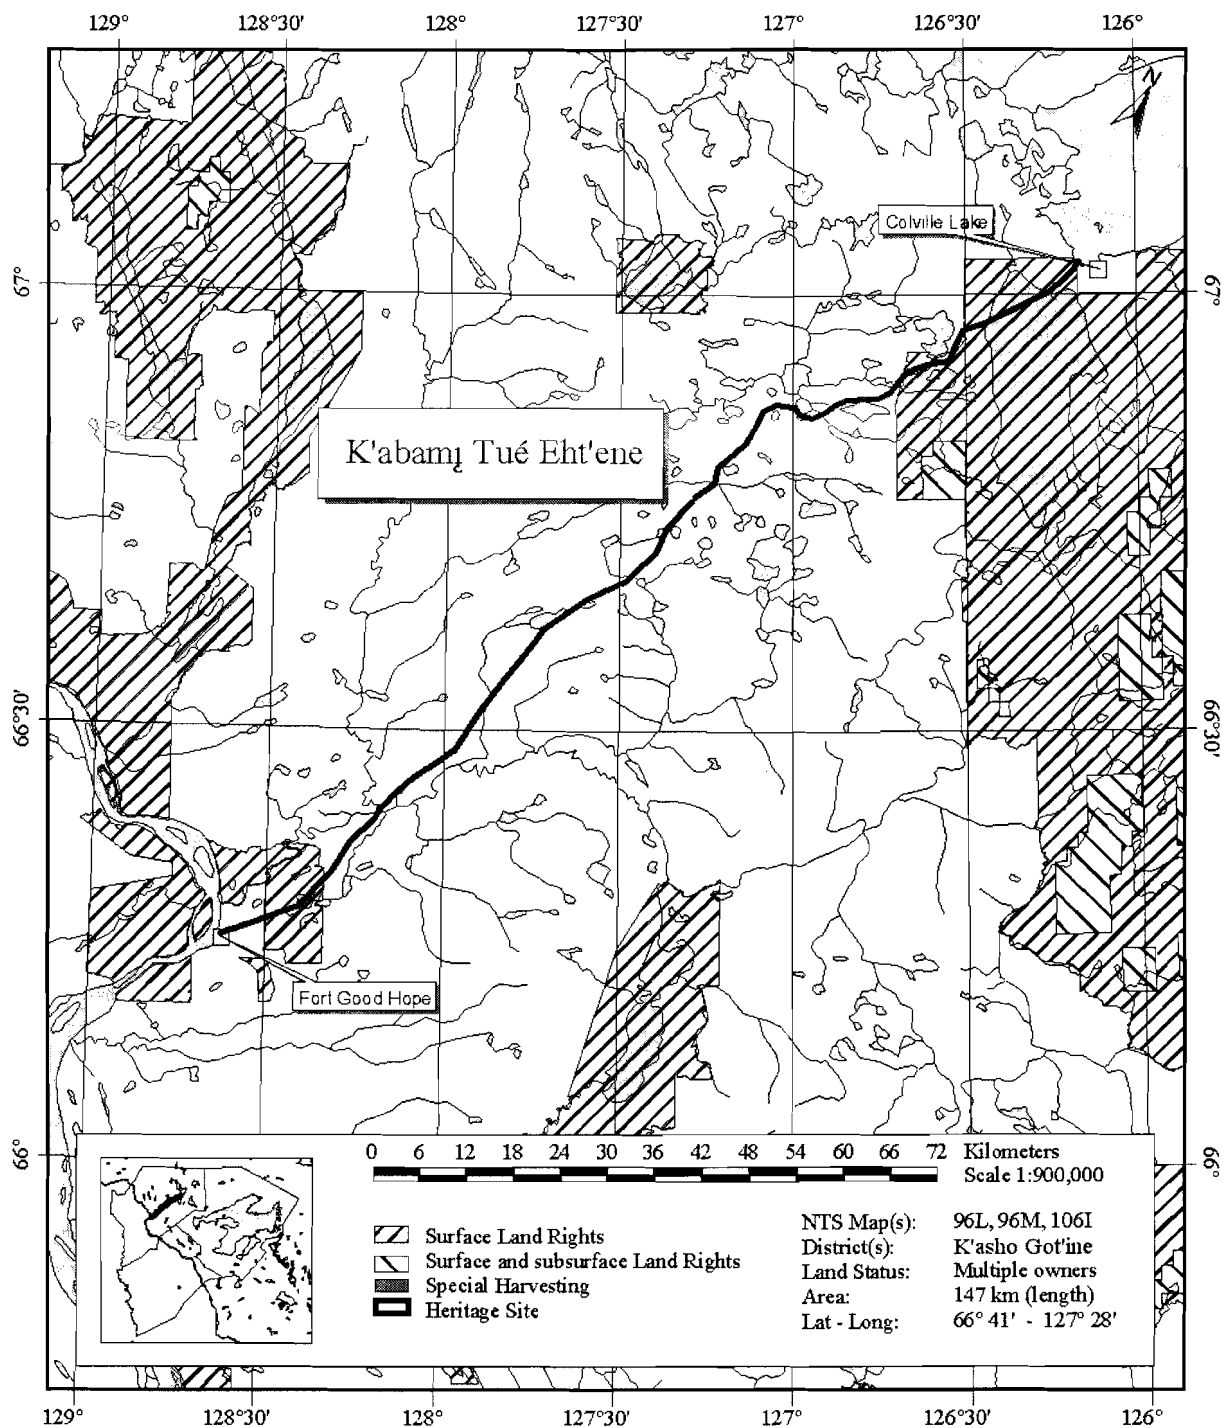 129° 128°30' 128° 127°30' 127° 126°30' 126°
N
Colville Lake
67° 67°
K'abamı̨ Tué Eht'ene
66°30' 66°30'
Fort Good Hope
66° 66°
0 6 12 18 24 30 36 42 48 54 60 66 72 Kilometers
Scale 1:900,000
Surface Land Rights
Surface and subsurface Land Rights
Special Harvesting
Heritage Site
NTS Map(s): 96L, 96M, 106I
District(s): K'asho Got'ine
Land Status: Multiple owners
Area: 147 km (length)
Lat - Long: 66° 41' - 127° 28'
129° 128°30' 128° 127°30' 127° 126°30' 126°